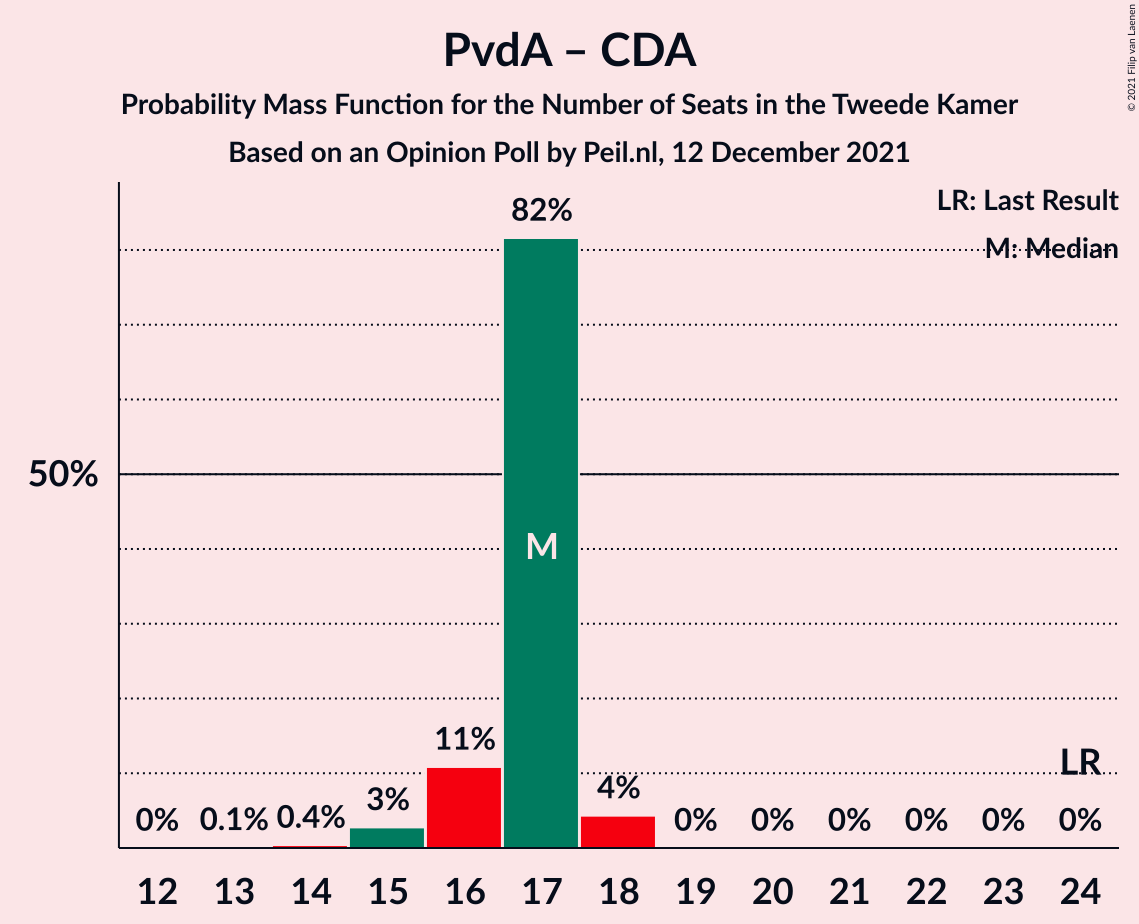 PvdA – CDA
Probability Mass Function for the Number of Seats in the Tweede Kamer
Based on an Opinion Poll by Peil.nl, 12 December 2021
© 2021 Filip van Laenen
LR: Last Result
M: Median
82%
50%
M
11%
LR
3%
4%
0% 0.1% 0.4% 0% 0% 0% 0% 0% 0%
12 13 14 15 16 17 18 19 20 21 22 23 24